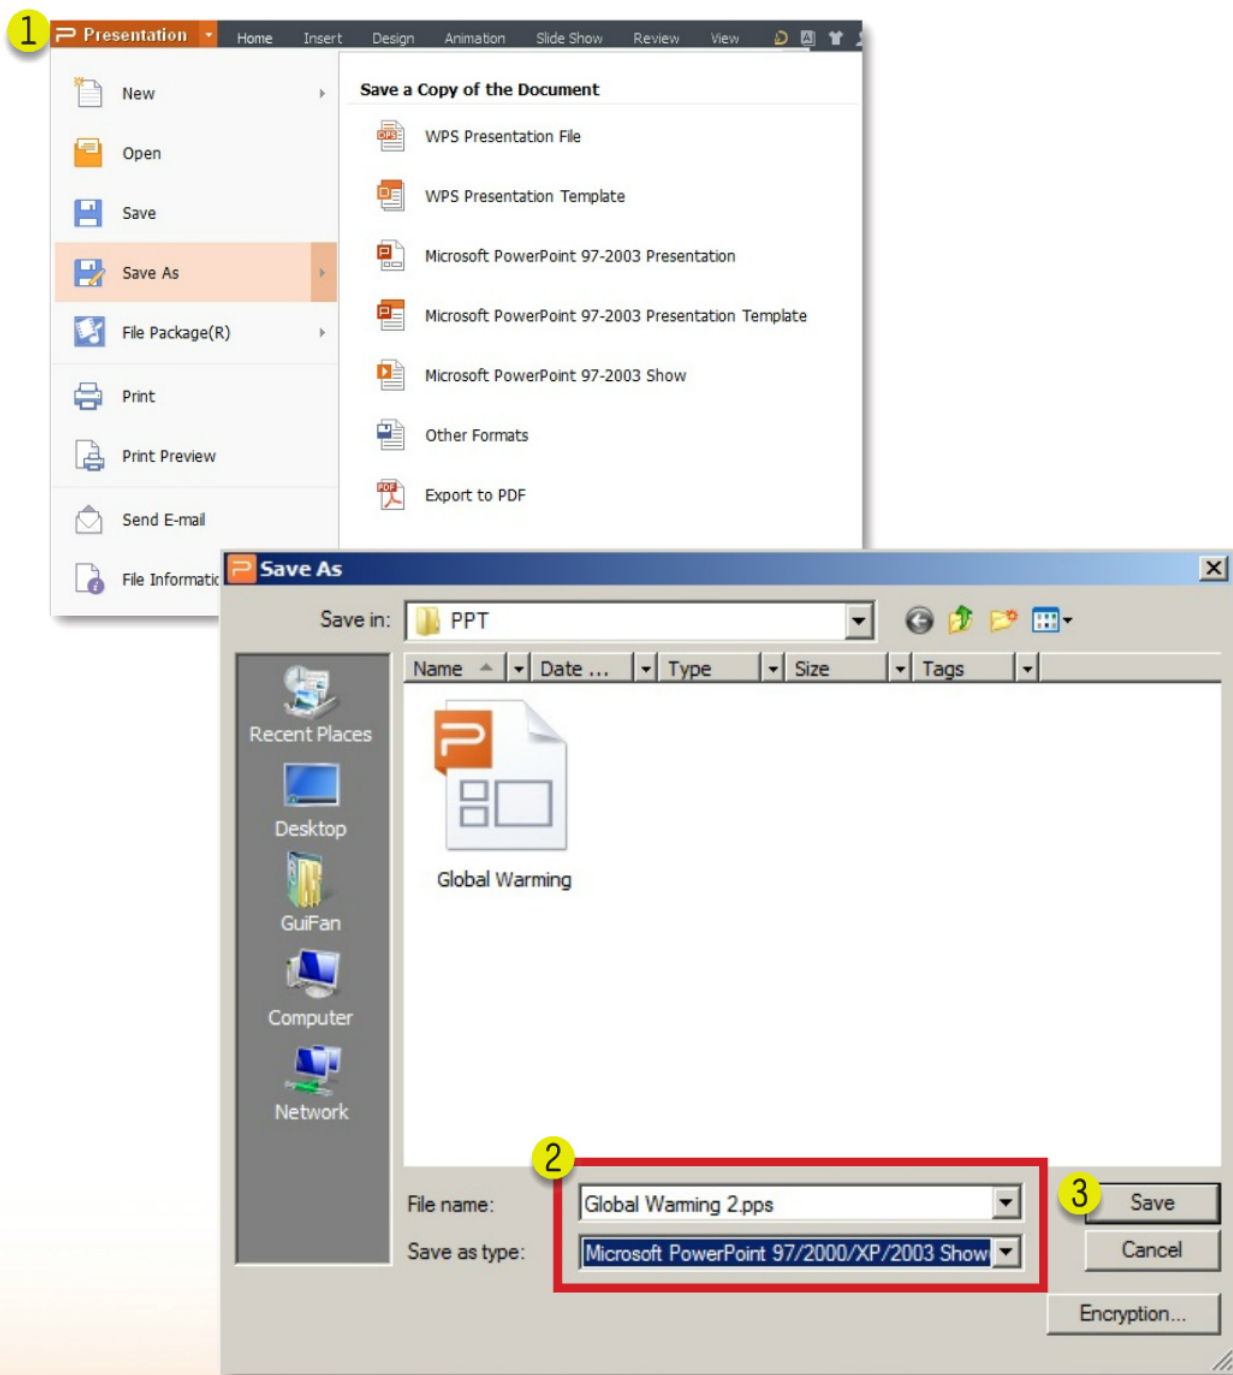 1
Presentation Home Insert Design Animation Slide Show Review View
New
Open
Save
Save As
File Package(R)
Print
Print Preview
Send E-mail
Save a Copy of the Document
WPS Presentation File
WPS Presentation Template
Microsoft PowerPoint 97-2003 Presentation
Microsoft PowerPoint 97-2003 Presentation Template
Microsoft PowerPoint 97-2003 Show
Other Formats
Export to PDF
File Informatic
Save As
Save in: PPT
Name Date ... Type Size Tags
Recent Places
Desktop
GuiFan
Computer
Network
Global Warming
2
File name: Global Warming 2.pps
3 Save
Save as type: Microsoft PowerPoint 97/2000/XP/2003 Show
Cancel
Encryption...